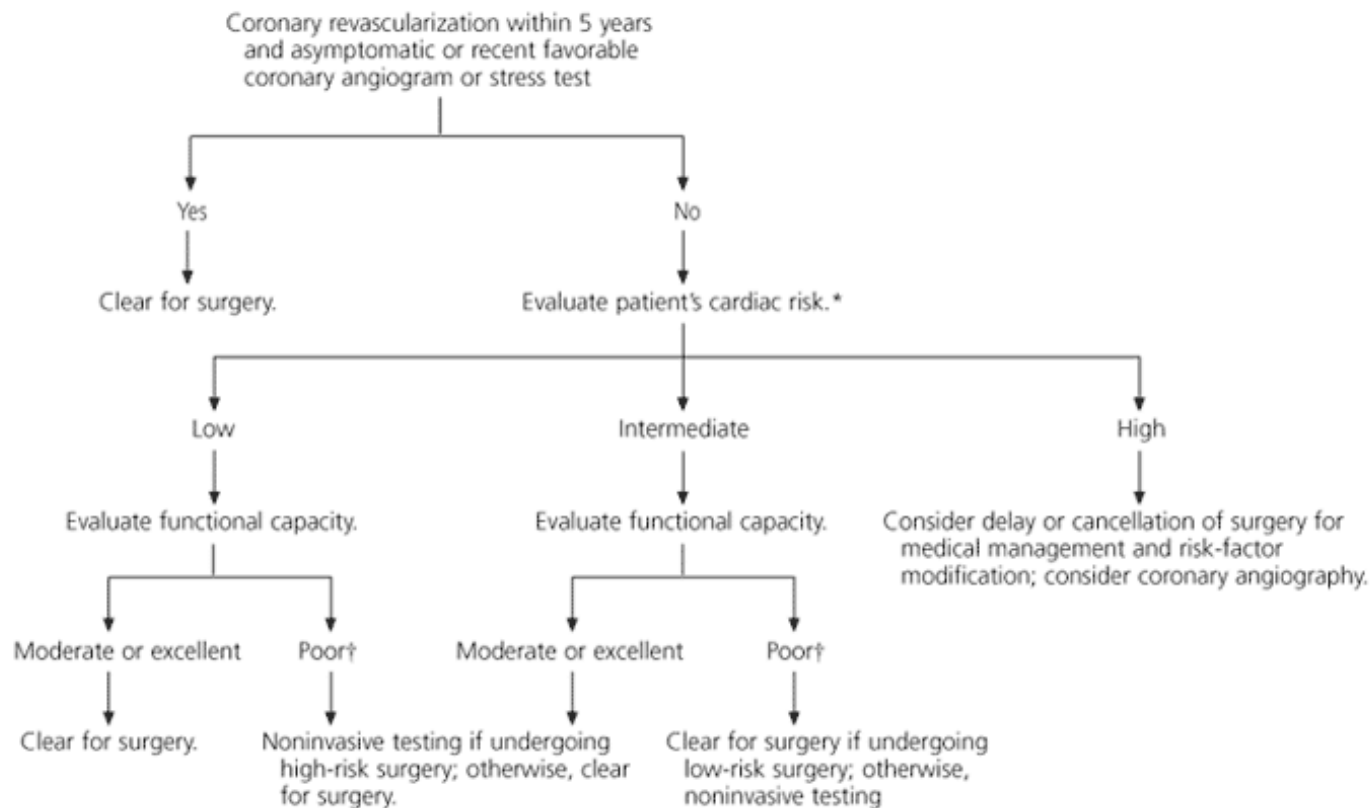 Coronary revascularization within 5 years
and asymptomatic or recent favorable
coronary angiogram or stress test
Yes
No
Clear for surgery.
Evaluate patient's cardiac risk.*
Low
Intermediate
High
Evaluate functional capacity.
Evaluate functional capacity.
Consider delay or cancellation of surgery for
medical management and risk-factor
modification; consider coronary angiography.
Moderate or excellent
Poor†
Moderate or excellent
Poor†
Clear for surgery.
Noninvasive testing if undergoing
high-risk surgery; otherwise, clear
for surgery.
Clear for surgery if undergoing
low-risk surgery; otherwise,
noninvasive testing